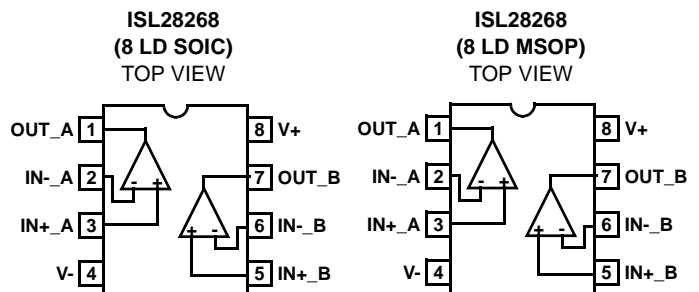 ISL28268
(8 LD SOIC)
TOP VIEW
OUT_A 1
8 V+
IN-_A 2
7 OUT_B
IN+_A 3
6 IN-_B
V- 4
5 IN+_B
- +
+ -
ISL28268
(8 LD MSOP)
TOP VIEW
OUT_A 1
8 V+
IN-_A 2
7 OUT_B
IN+_A 3
6 IN-_B
V- 4
5 IN+_B
- +
+ -